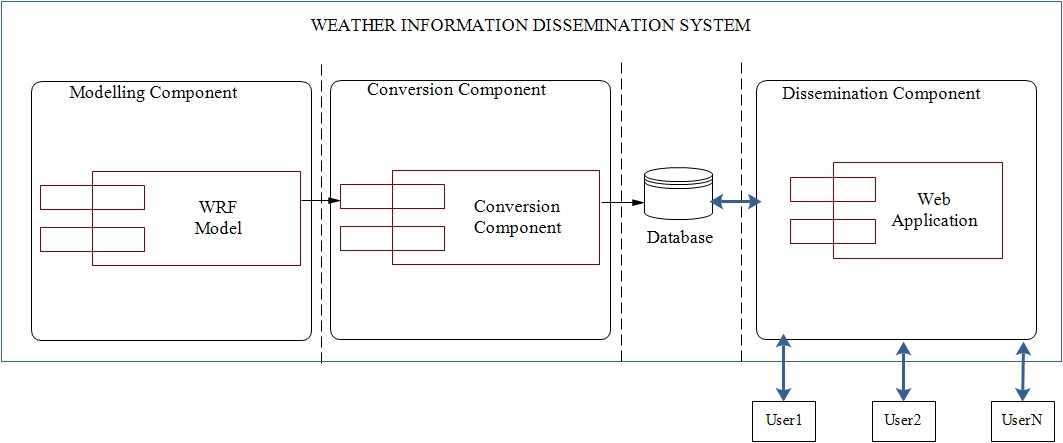 WEATHER INFORMATION DISSEMINATION SYSTEM
Modelling Component
Conversion Component
Dissemination Component
WRF
Model
Conversion
Component
Database
Web
Application
User1
User2
UserN